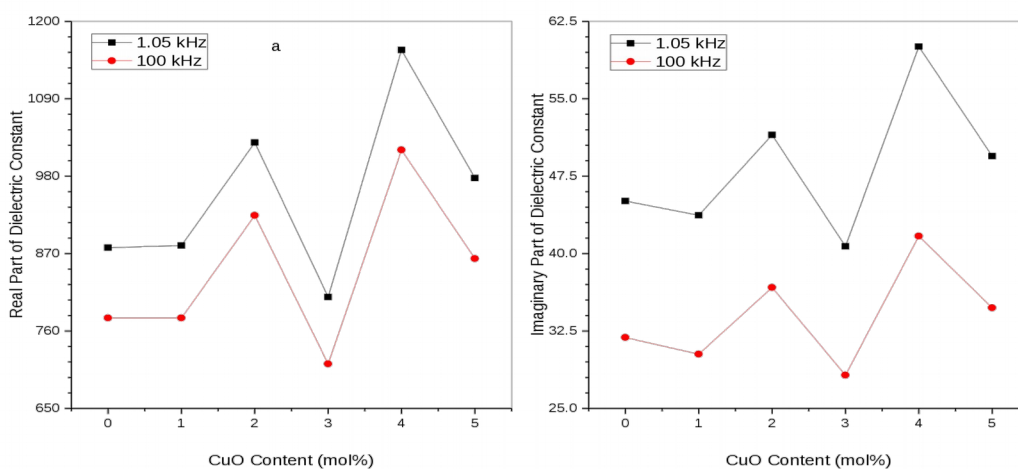 1200
1090
980
870
760
650
Real Part of Dielectric Constant
1.05 kHz
100 kHz
a
0 1 2 3 4 5
CuO Content (mol%)
62.5
55.0
47.5
40.0
32.5
25.0
Imaginary Part of Dielectric Constant
1.05 kHz
100 kHz
0 1 2 3 4 5
CuO Content (mol%)